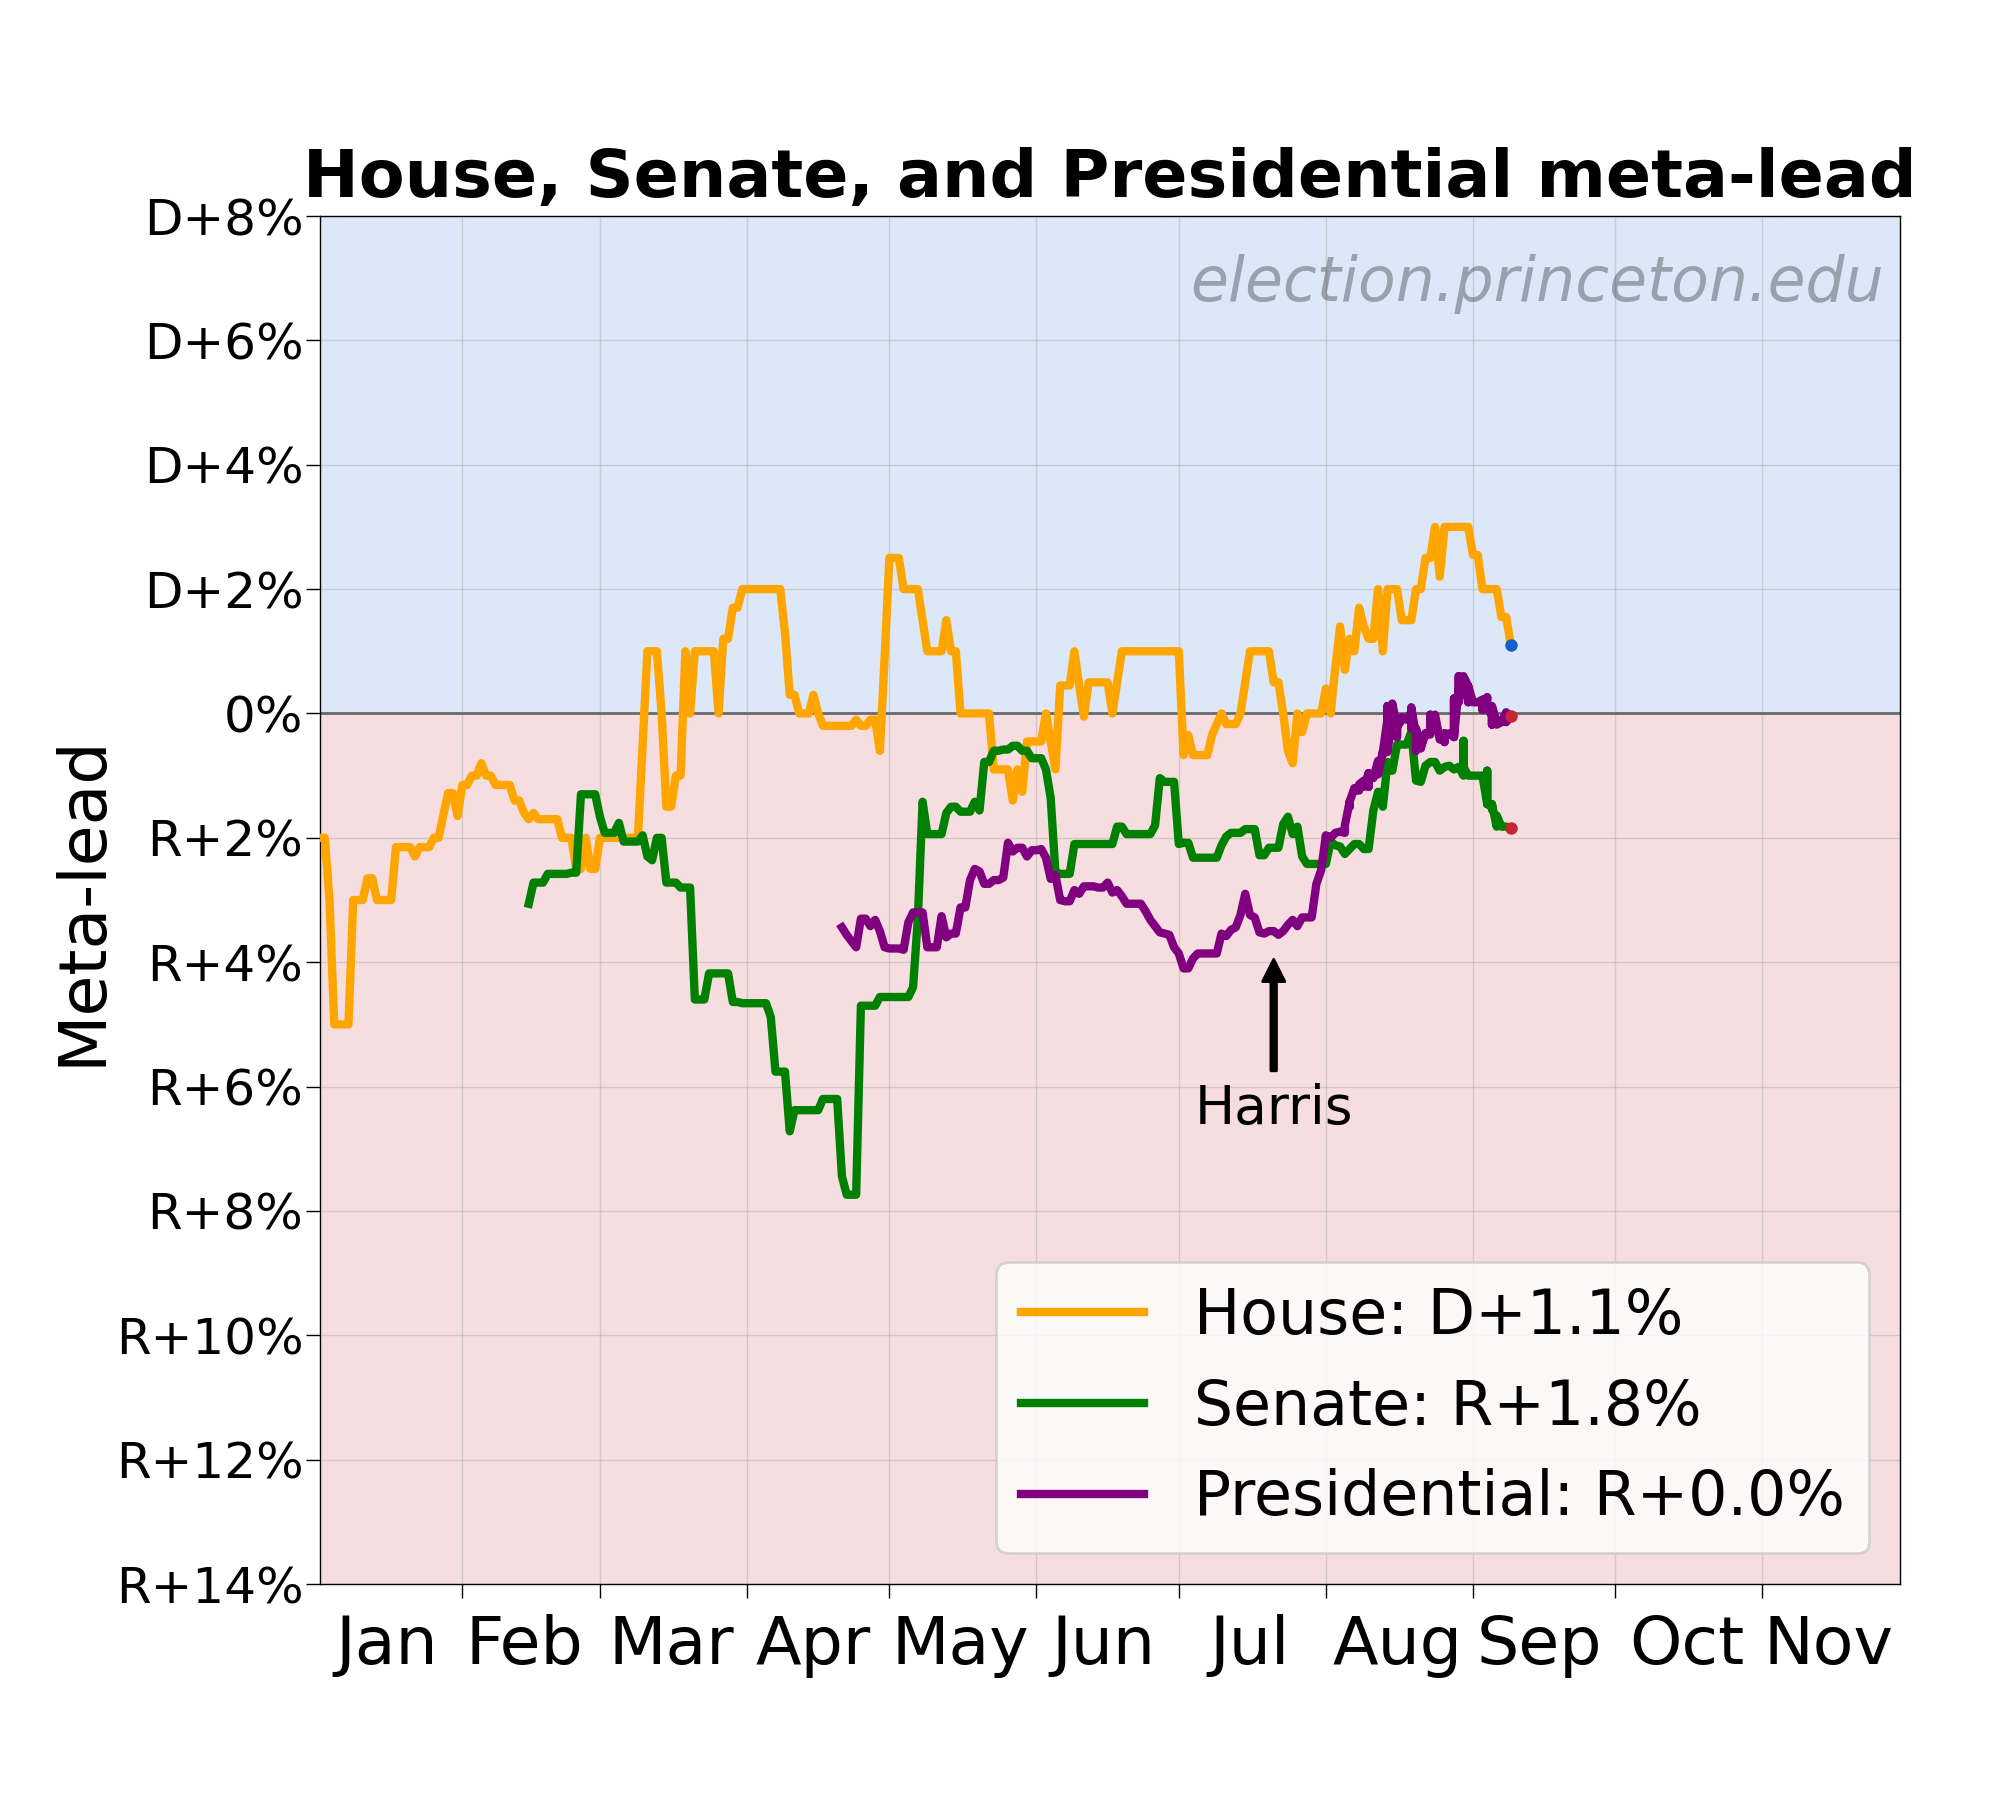 House, Senate, and Presidential meta-lead
election.princeton.edu
D+8%
D+6%
D+4%
D+2%
0%
R+2%
R+4%
R+6%
R+8%
R+10%
R+12%
R+14%
Meta-lead
Harris
House: D+1.1%
Senate: R+1.8%
Presidential: R+0.0%
Jan Feb Mar Apr May Jun Jul Aug Sep Oct Nov